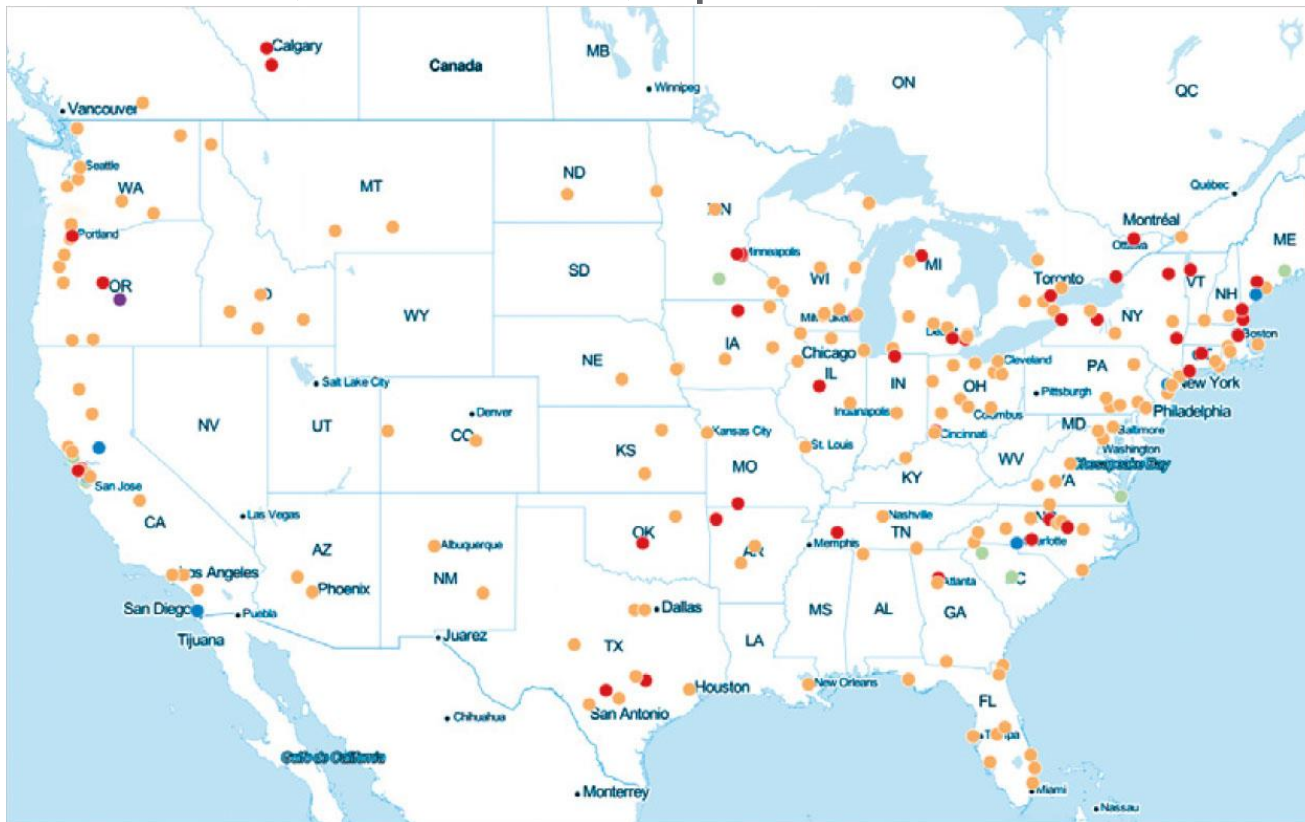 Calgary
MB
Canada
ON
Winnipeg
QC
Vancouver
Seattle
WA
MT
ND
Québec
Montréal
ME
Portland
Minneapolis
OR
SD
WI
MI
Toronto
VT
NH
WY
NY
IA
Boston
Chicago
NE
Cleveland
Salt Lake City
IL
IN
OH
PA
New York
Pittsburgh
Denver
Indianapolis
Columbus
Philadelphia
NV
UT
Kansas City
Cincinnati
MD
Baltimore
KS
St. Louis
Washington
MO
WV
KY
San Jose
Las Vegas
Nashville
CA
TN
OK
Memphis
AZ
Albuquerque
Los Angeles
Phoenix
NM
Atlanta
San Diego
Puebla
Dallas
MS
AL
GA
Tijuana
Juarez
TX
LA
Houston
New Orleans
FL
San Antonio
Chihuahua
Golfo de California
Monterrey
Miami
Nassau